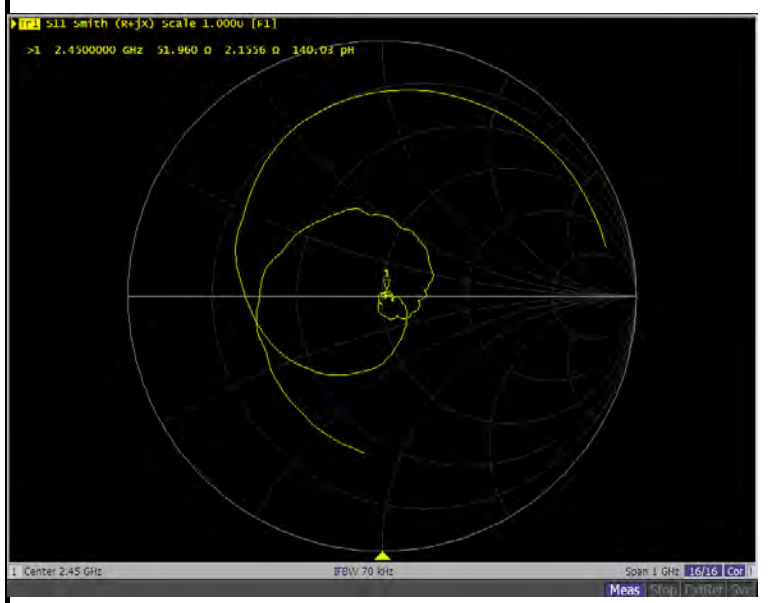 Tr1 S11 Smith (R+jX) Scale 1.000U [F1]
>1 2.4500000 GHz 51.960 Ω 2.1556 Ω 140.03 pH
1
1 Center 2.45 GHz IFBW 70 kHz Span 1 GHz 16/16 Cor
Meas Stop ExtRef Svc